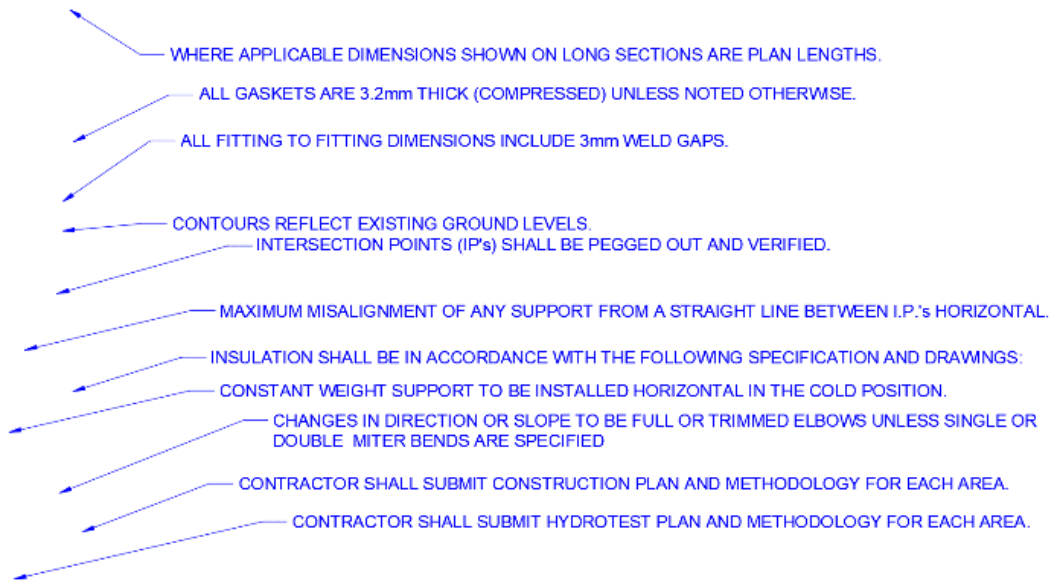 WHERE APPLICABLE DIMENSIONS SHOWN ON LONG SECTIONS ARE PLAN LENGTHS.
ALL GASKETS ARE 3.2mm THICK (COMPRESSED) UNLESS NOTED OTHERWISE.
ALL FITTING TO FITTING DIMENSIONS INCLUDE 3mm WELD GAPS.
CONTOURS REFLECT EXISTING GROUND LEVELS.
INTERSECTION POINTS (IP's) SHALL BE PEGGED OUT AND VERIFIED.
MAXIMUM MISALIGNMENT OF ANY SUPPORT FROM A STRAIGHT LINE BETWEEN I.P.'s HORIZONTAL.
INSULATION SHALL BE IN ACCORDANCE WITH THE FOLLOWING SPECIFICATION AND DRAWINGS:
CONSTANT WEIGHT SUPPORT TO BE INSTALLED HORIZONTAL IN THE COLD POSITION.
CHANGES IN DIRECTION OR SLOPE TO BE FULL OR TRIMMED ELBOWS UNLESS SINGLE OR
DOUBLE MITER BENDS ARE SPECIFIED
CONTRACTOR SHALL SUBMIT CONSTRUCTION PLAN AND METHODOLOGY FOR EACH AREA.
CONTRACTOR SHALL SUBMIT HYDROTEST PLAN AND METHODOLOGY FOR EACH AREA.